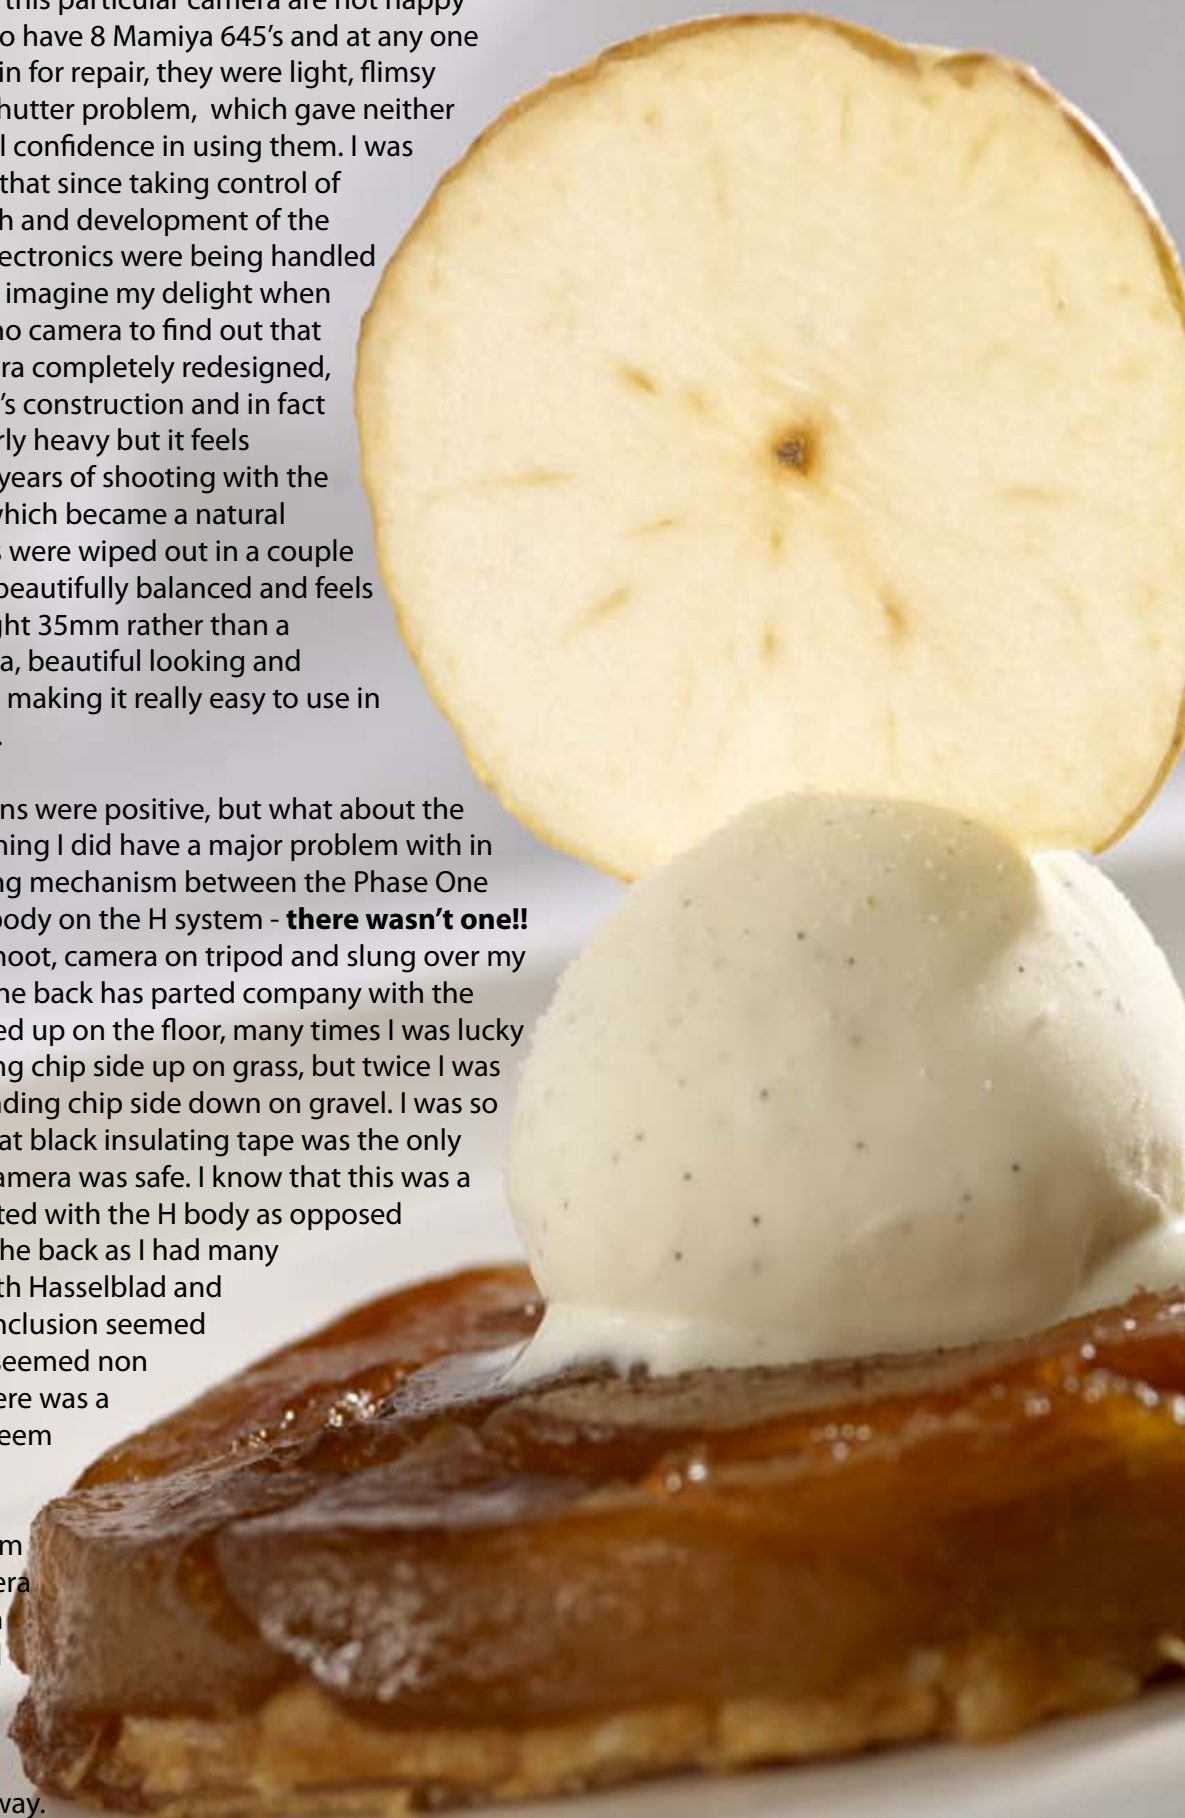 this particular camera are not happy
o have 8 Mamiya 645’s and at any one
in for repair, they were light, flimsy
hutter problem,  which gave neither
l confidence in using them. I was
that since taking control of
h and development of the
ectronics were being handled
imagine my delight when
no camera to find out that
ra completely redesigned,
’s construction and in fact
rly heavy but it feels
years of shooting with the
which became a natural
s were wiped out in a couple
beautifully balanced and feels
ght 35mm rather than a
a, beautiful looking and
making it really easy to use in
.
ns were positive, but what about the
hing I did have a major problem with in
ng mechanism between the Phase One
body on the H system - there wasn’t one!!
hoot, camera on tripod and slung over my
he back has parted company with the
ed up on the floor, many times I was lucky
ng chip side up on grass, but twice I was
nding chip side down on gravel. I was so
at black insulating tape was the only
amera was safe. I know that this was a
ted with the H body as opposed
he back as I had many
th Hasselblad and
nclusion seemed
seemed non
ere was a
eem
m
era
way.